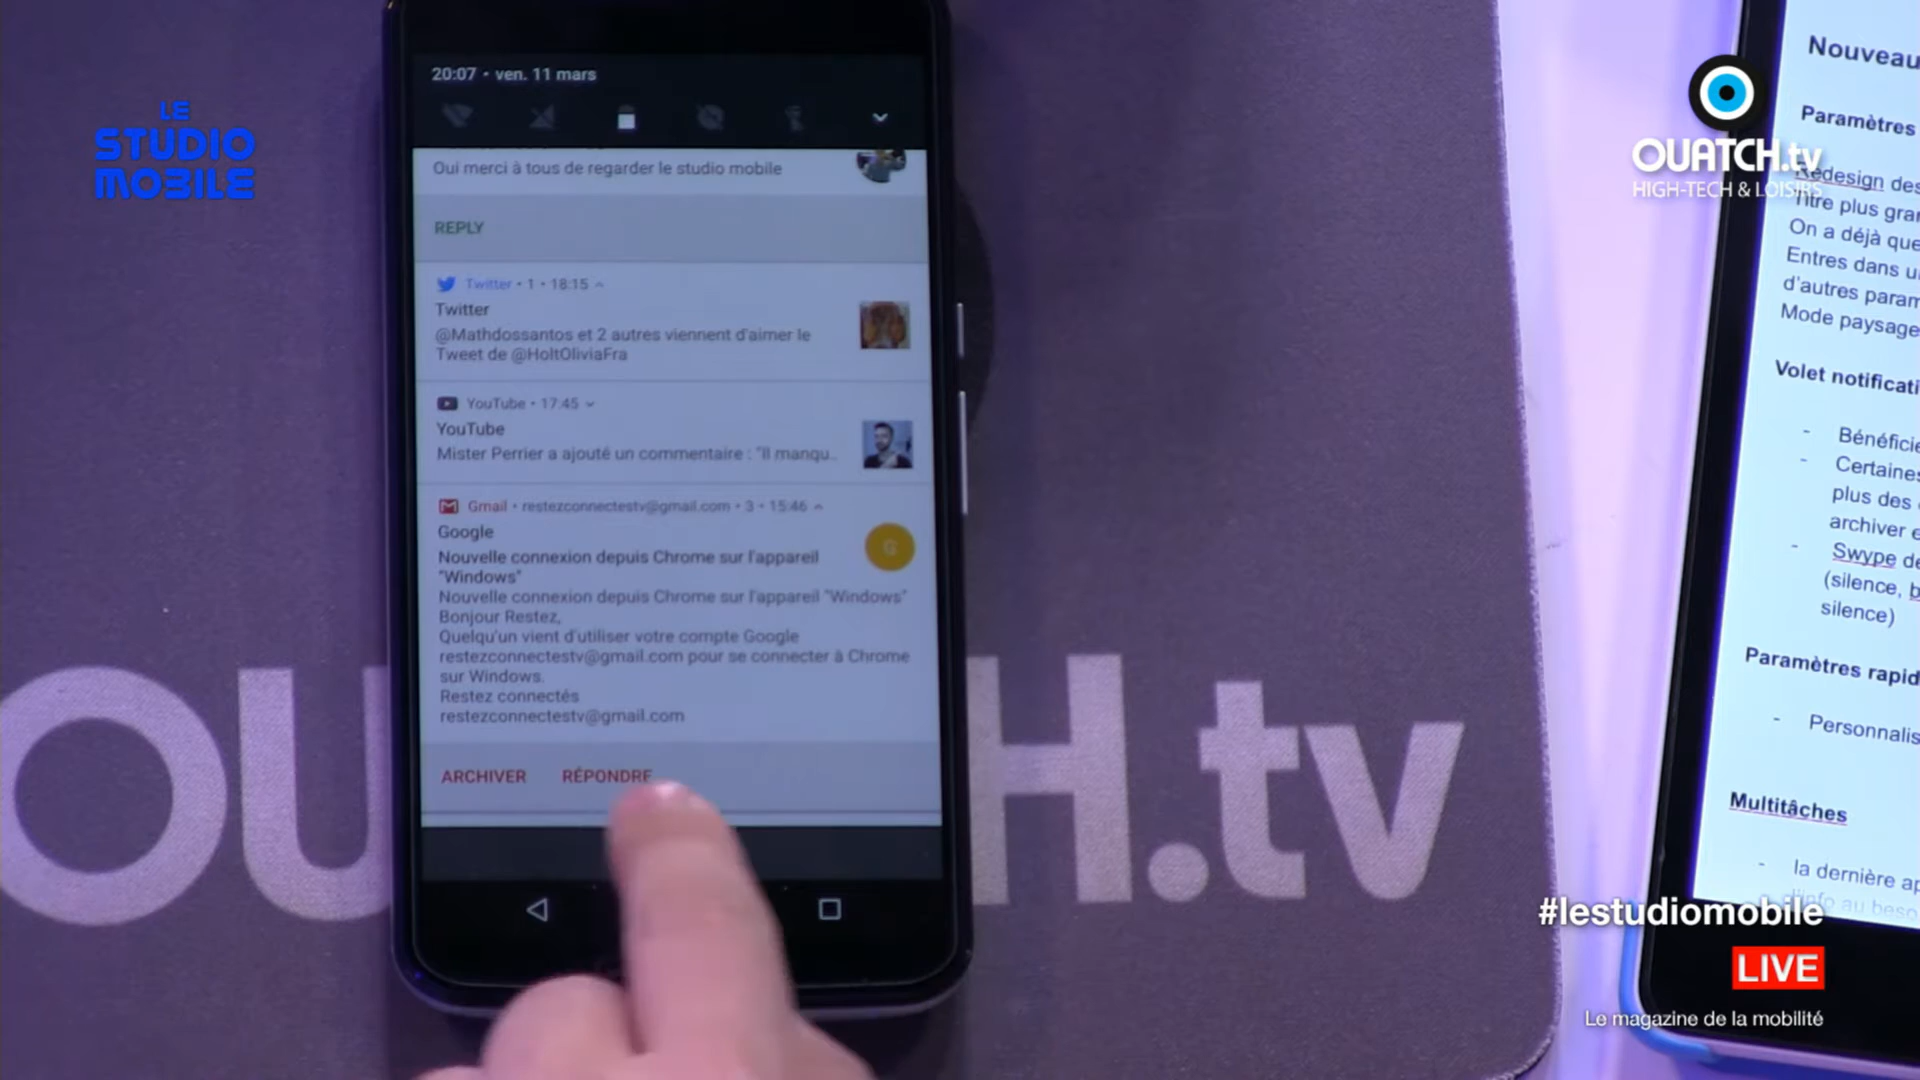 LE
STUDIO
MOBILE
20:07 • ven. 11 mars
Oui merci à tous de regarder le studio mobile
REPLY
Twitter • 1 • 18:15
Twitter
@Mathdossantos et 2 autres viennent d'aimer le
Tweet de @HoltOliviaFra
YouTube • 17:45
YouTube
Mister Perrier a ajouté un commentaire : "Il manqu..
Gmail • restezconnectestv@gmail.com • 3 • 15:46
G
Google
Nouvelle connexion depuis Chrome sur l'appareil
"Windows"
Nouvelle connexion depuis Chrome sur l'appareil "Windows"
Bonjour Restez,
Quelqu'un vient d'utiliser votre compte Google
restezconnectestv@gmail.com pour se connecter à Chrome
sur Windows.
Restez connectés
restezconnectestv@gmail.com
ARCHIVER RÉPONDRE
OU H.tv
OUATCH.tv
HIGH-TECH & LOISIRS
Nouveau
Paramètres
Redesign des
Titre plus gra
On a déjà que
Entres dans u
d'autres param
Mode paysage
Volet notificati
- Bénéficie
- Certaines
plus des
archiver e
- Swype de
(silence, b
silence)
Paramètres rapid
- Personnalis
Multitâches
- la dernière ap
d'info au beso
#lestudiomobile
LIVE
Le magazine de la mobilité